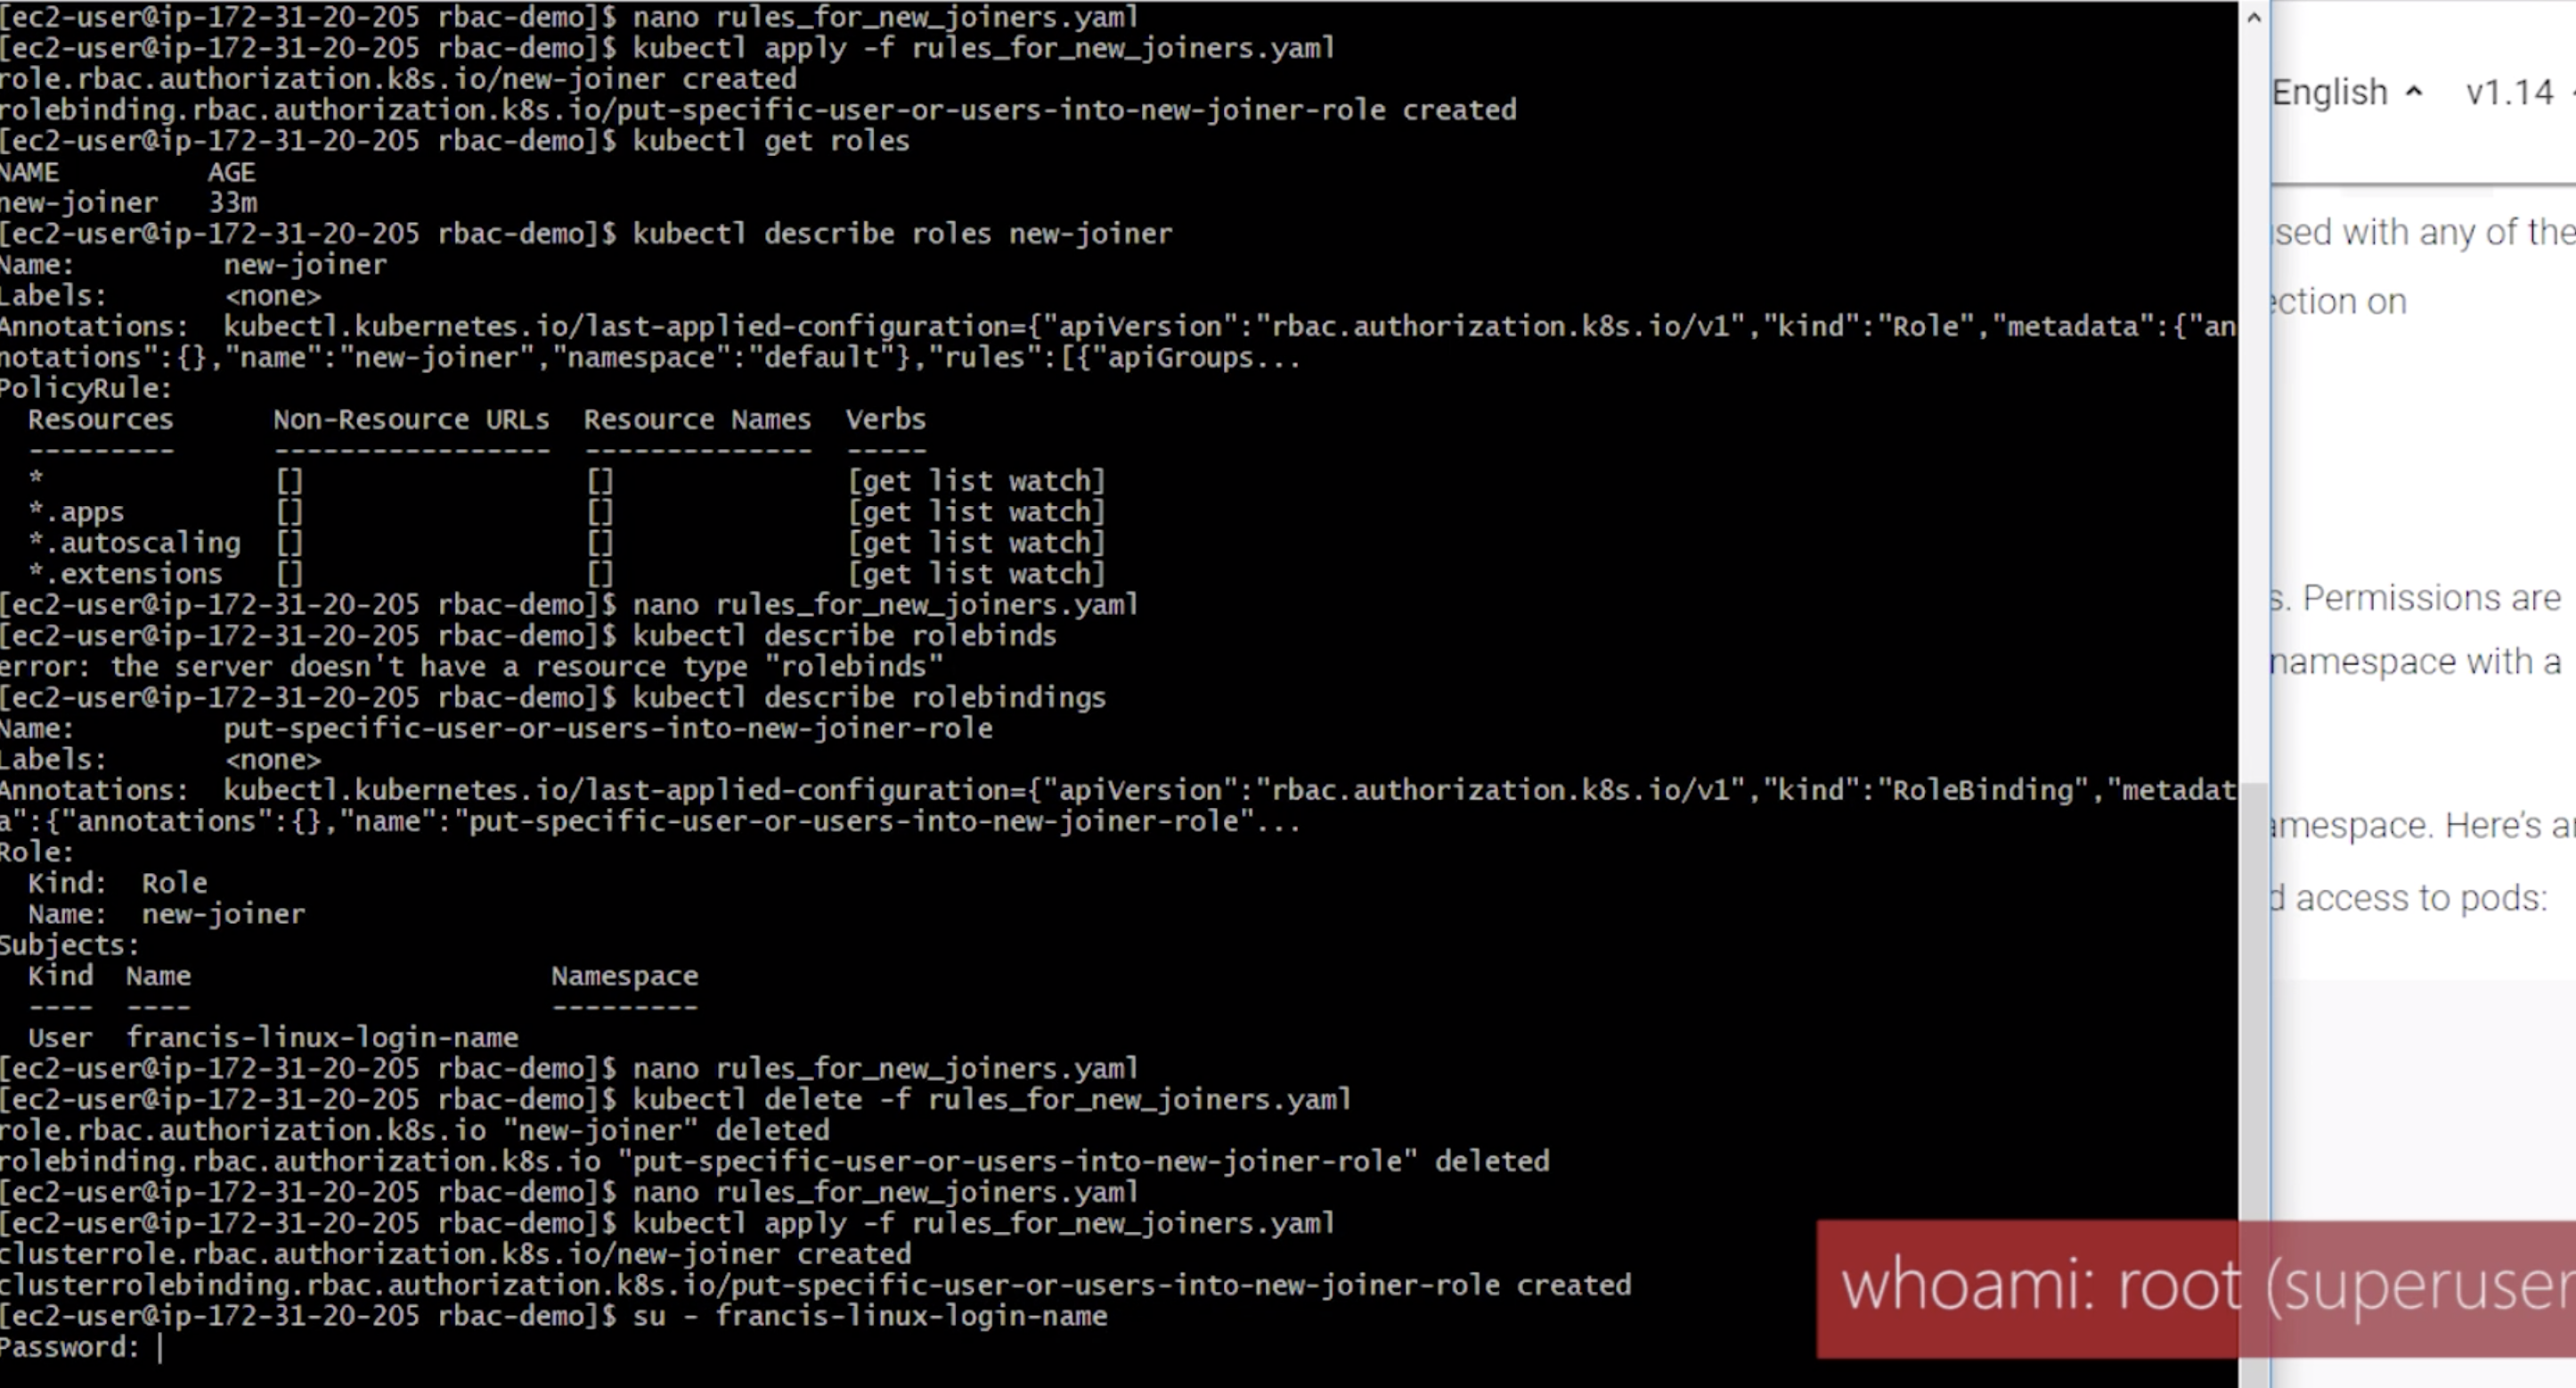 [ec2-user@ip-172-31-20-205 rbac-demo]$ nano rules_for_new_joiners.yaml
[ec2-user@ip-172-31-20-205 rbac-demo]$ kubectl apply -f rules_for_new_joiners.yaml
role.rbac.authorization.k8s.io/new-joiner created
rolebinding.rbac.authorization.k8s.io/put-specific-user-or-users-into-new-joiner-role created
[ec2-user@ip-172-31-20-205 rbac-demo]$ kubectl get roles
NAME AGE
new-joiner 33m
[ec2-user@ip-172-31-20-205 rbac-demo]$ kubectl describe roles new-joiner
Name: new-joiner
Labels: <none>
Annotations: kubectl.kubernetes.io/last-applied-configuration={"apiVersion":"rbac.authorization.k8s.io/v1","kind":"Role","metadata":{"an
notations":{},"name":"new-joiner","namespace":"default"},"rules":[{"apiGroups...
PolicyRule:
Resources Non-Resource URLs Resource Names Verbs
--------- ----------------- -------------- -----
* [] [] [get list watch]
*.apps [] [] [get list watch]
*.autoscaling [] [] [get list watch]
*.extensions [] [] [get list watch]
[ec2-user@ip-172-31-20-205 rbac-demo]$ nano rules_for_new_joiners.yaml
[ec2-user@ip-172-31-20-205 rbac-demo]$ kubectl describe rolebinds
error: the server doesn't have a resource type "rolebinds"
[ec2-user@ip-172-31-20-205 rbac-demo]$ kubectl describe rolebindings
Name: put-specific-user-or-users-into-new-joiner-role
Labels: <none>
Annotations: kubectl.kubernetes.io/last-applied-configuration={"apiVersion":"rbac.authorization.k8s.io/v1","kind":"RoleBinding","metadat
a":{"annotations":{},"name":"put-specific-user-or-users-into-new-joiner-role"...
Role:
Kind: Role
Name: new-joiner
Subjects:
Kind Name Namespace
---- ---- ---------
User francis-linux-login-name
[ec2-user@ip-172-31-20-205 rbac-demo]$ nano rules_for_new_joiners.yaml
[ec2-user@ip-172-31-20-205 rbac-demo]$ kubectl delete -f rules_for_new_joiners.yaml
role.rbac.authorization.k8s.io "new-joiner" deleted
rolebinding.rbac.authorization.k8s.io "put-specific-user-or-users-into-new-joiner-role" deleted
[ec2-user@ip-172-31-20-205 rbac-demo]$ nano rules_for_new_joiners.yaml
[ec2-user@ip-172-31-20-205 rbac-demo]$ kubectl apply -f rules_for_new_joiners.yaml
clusterrole.rbac.authorization.k8s.io/new-joiner created
clusterrolebinding.rbac.authorization.k8s.io/put-specific-user-or-users-into-new-joiner-role created
[ec2-user@ip-172-31-20-205 rbac-demo]$ su - francis-linux-login-name
Password:
English v1.14
sed with any of the
ection on
s. Permissions are
namespace with a
amespace. Here's a
d access to pods:
whoami: root (superuser